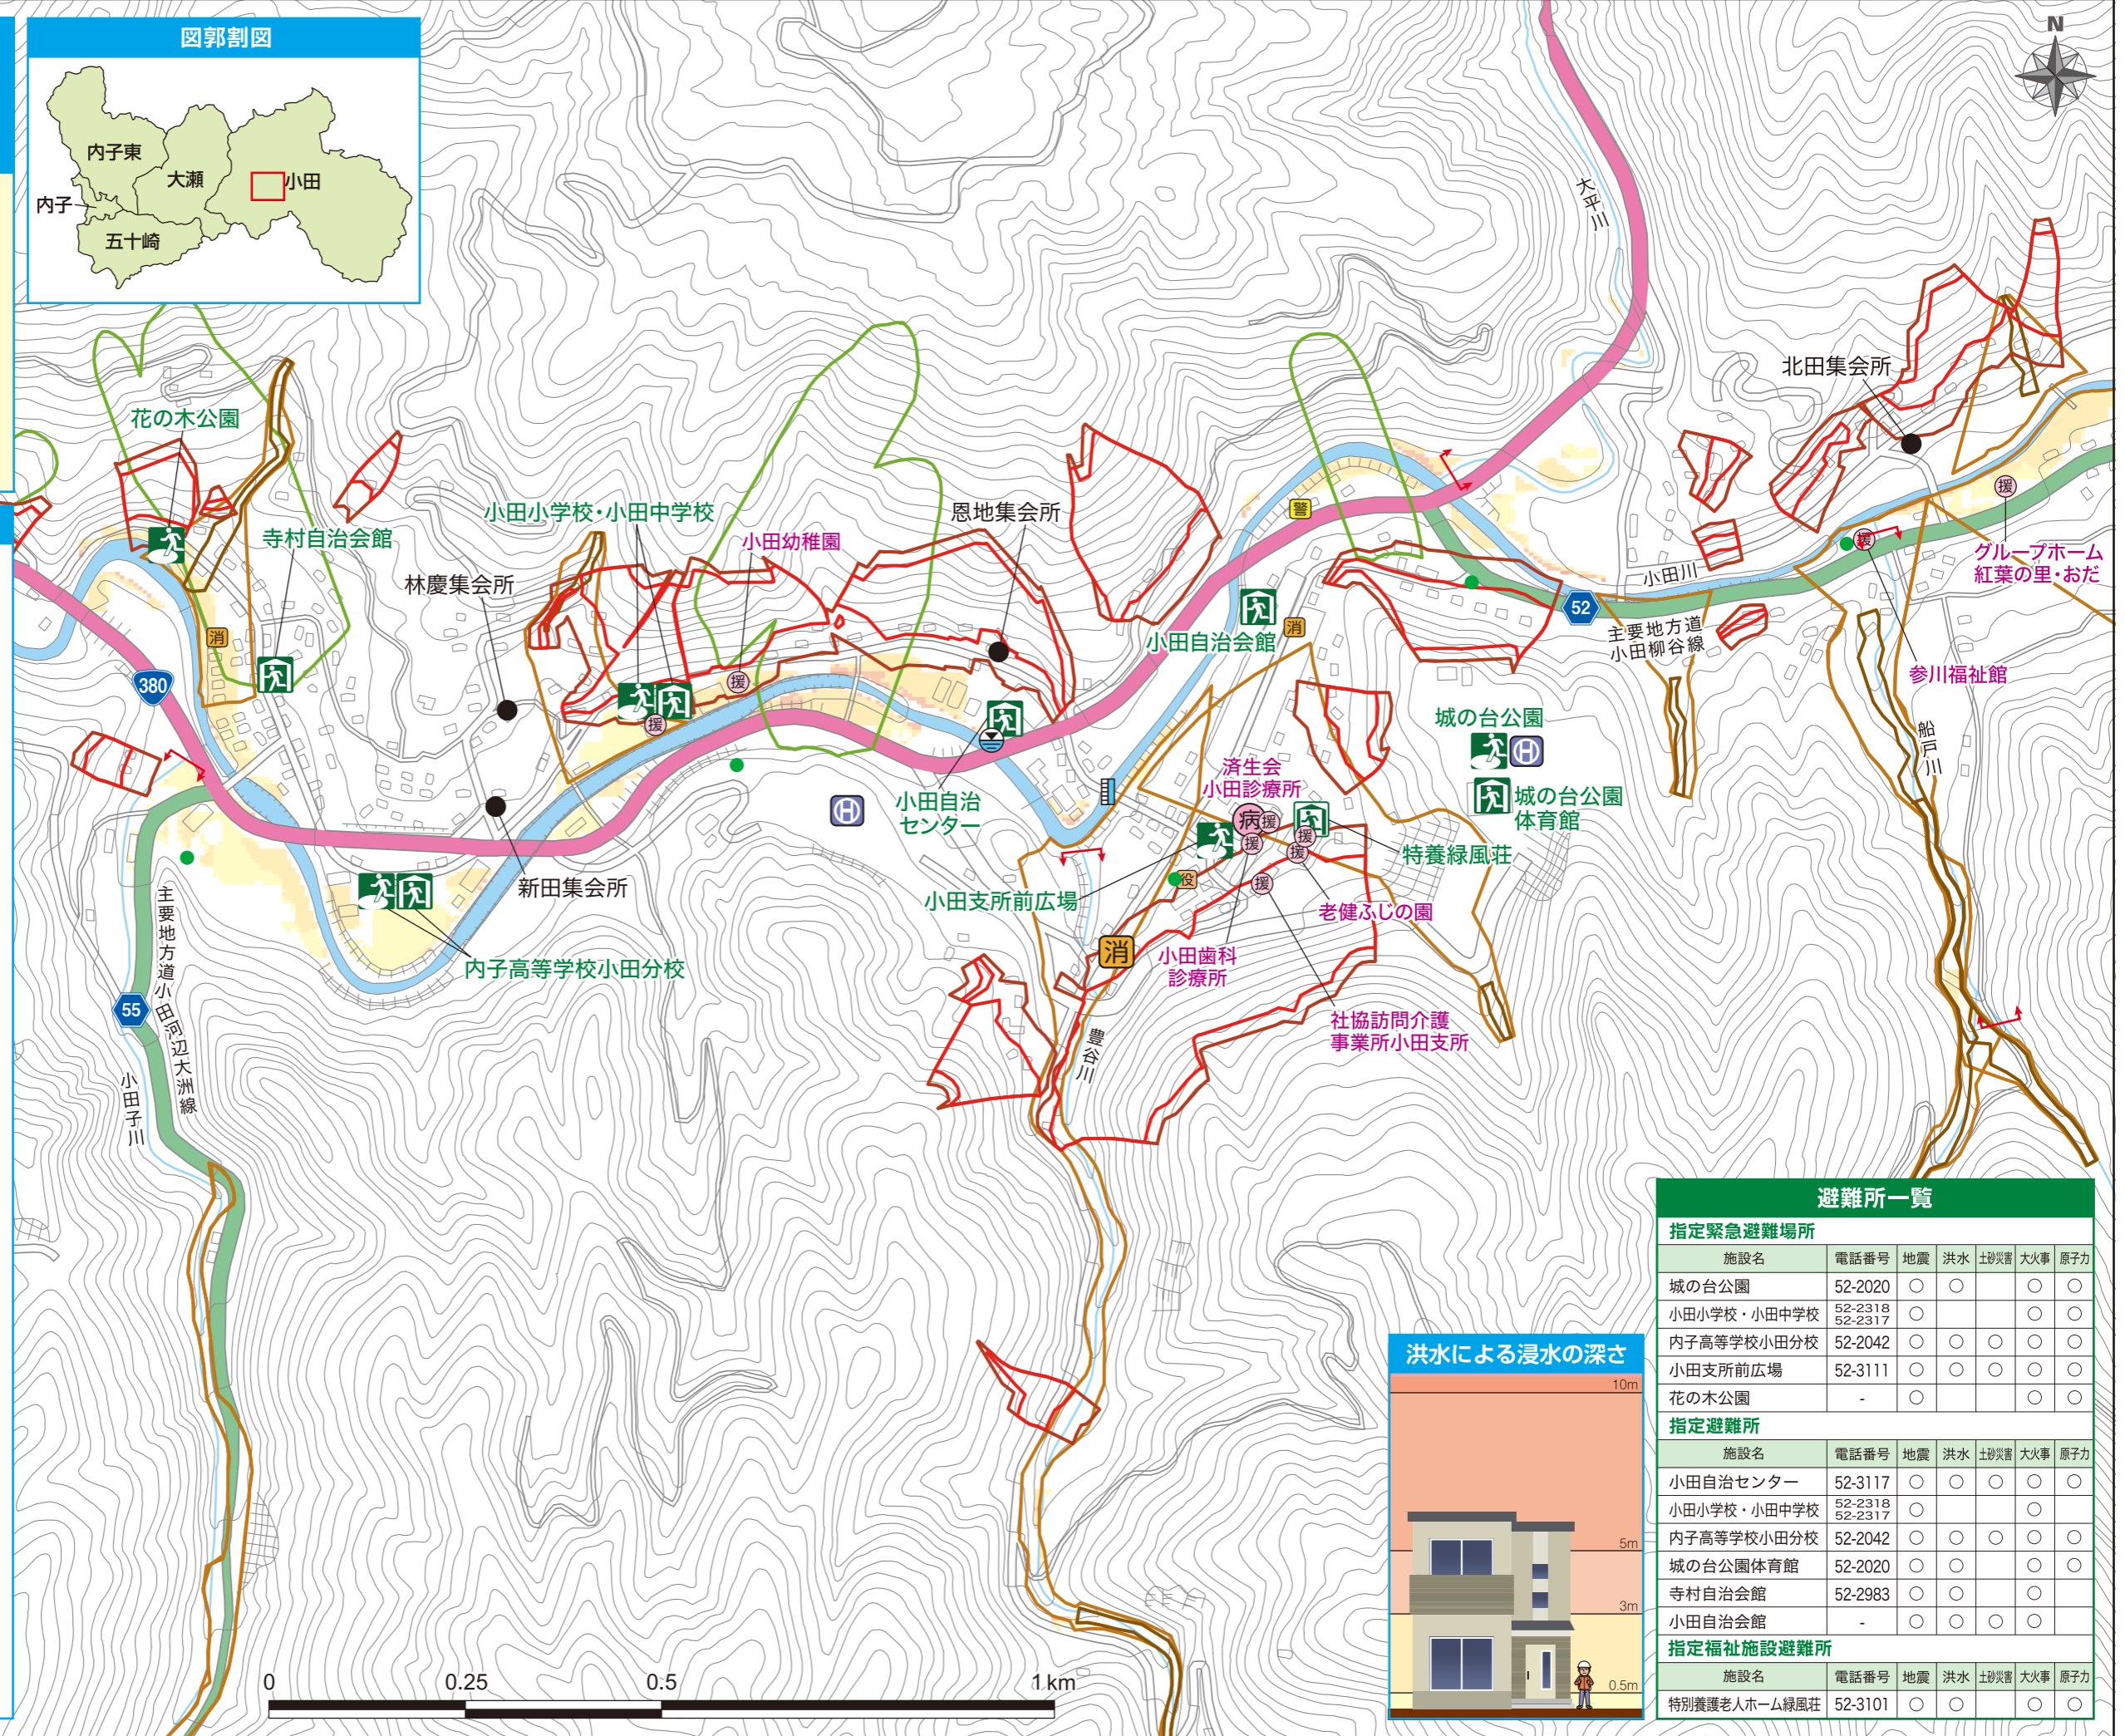 図郭割図
内子東
大瀬
小田
内子
五十崎
N
大平川
北田集会所
花の木公園
小田小学校・小田中学校
恩地集会所
警
援
寺村自治会館
小田幼稚園
林慶集会所
援
グループホーム
紅葉の里・おだ
小田川
52
主要地方道
小田柳谷線
小田自治会館
消
消
参川福祉館
380
援
援
城の台公園
H
船戸川
済生会
小田診療所
小田自治
センター
H
城の台公園
体育館
病
援
援
援
援
特養緑風荘
役
援
新田集会所
小田支所前広場
老健ふじの園
主要地方道小田河辺大洲線
消
小田歯科
診療所
内子高等学校小田分校
55
社協訪問介護
事業所小田支所
豊谷川
小田子川
0
0.25
0.5
1km
洪水による浸水の深さ
10m
5m
3m
0.5m
避難所一覧
指定緊急避難場所
施設名 電話番号 地震 洪水 土砂災害 大火事 原子力
城の台公園 52-2020 ○ ○ ○ ○
小田小学校・小田中学校 52-2318 52-2317 ○ ○ ○
内子高等学校小田分校 52-2042 ○ ○ ○ ○ ○
小田支所前広場 52-3111 ○ ○ ○ ○ ○
花の木公園 - ○ ○ ○
指定避難所
施設名 電話番号 地震 洪水 土砂災害 大火事 原子力
小田自治センター 52-3117 ○ ○ ○ ○ ○
小田小学校・小田中学校 52-2318 52-2317 ○ ○
内子高等学校小田分校 52-2042 ○ ○ ○ ○ ○
城の台公園体育館 52-2020 ○ ○ ○ ○
寺村自治会館 52-2983 ○ ○ ○
小田自治会館 - ○ ○ ○ ○
指定福祉施設避難所
施設名 電話番号 地震 洪水 土砂災害 大火事 原子力
特別養護老人ホーム緑風荘 52-3101 ○ ○ ○ ○